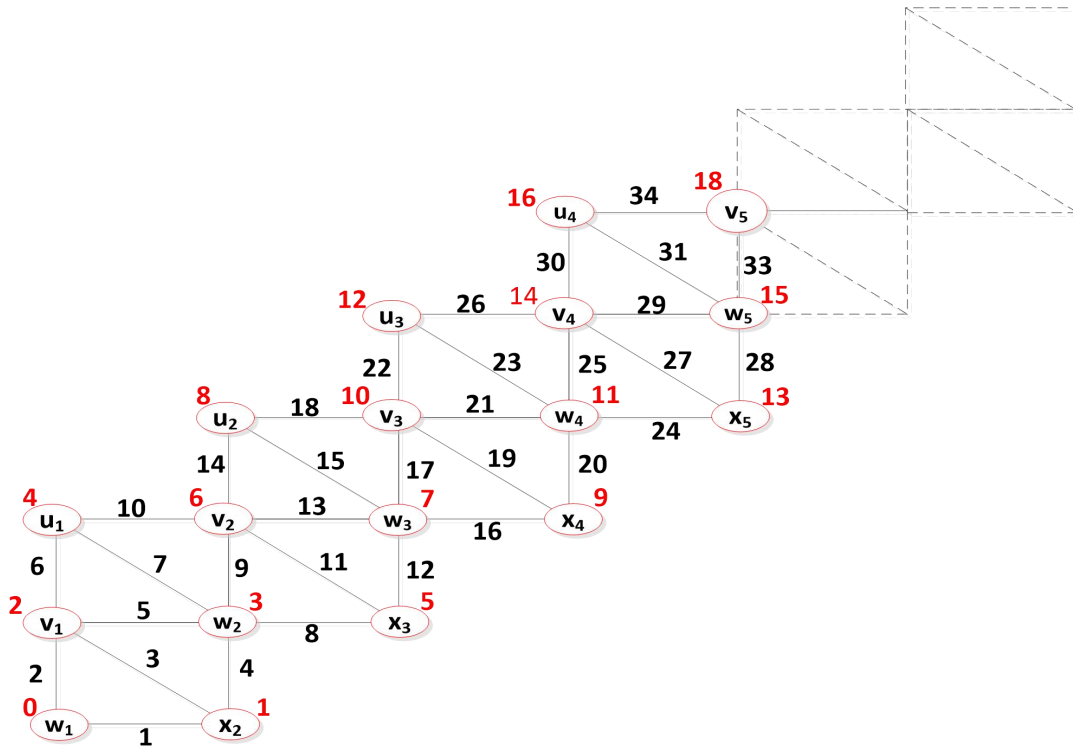 34 18
16 u₄ v₅
31
30 33
26 14 29 15
12 u₃ v₄ w₅
23 27
22 25 28
18 10 21 11 13
8 u₂ v₃ w₄ x₅
24
15 19
14 17 20
10 6 13 7 9
4 u₁ v₂ w₃ x₄
16
7 11
6 9 12
2 5 3 5
v₁ w₂ x₃
8
3
2 4
0 1
w₁ x₂
1